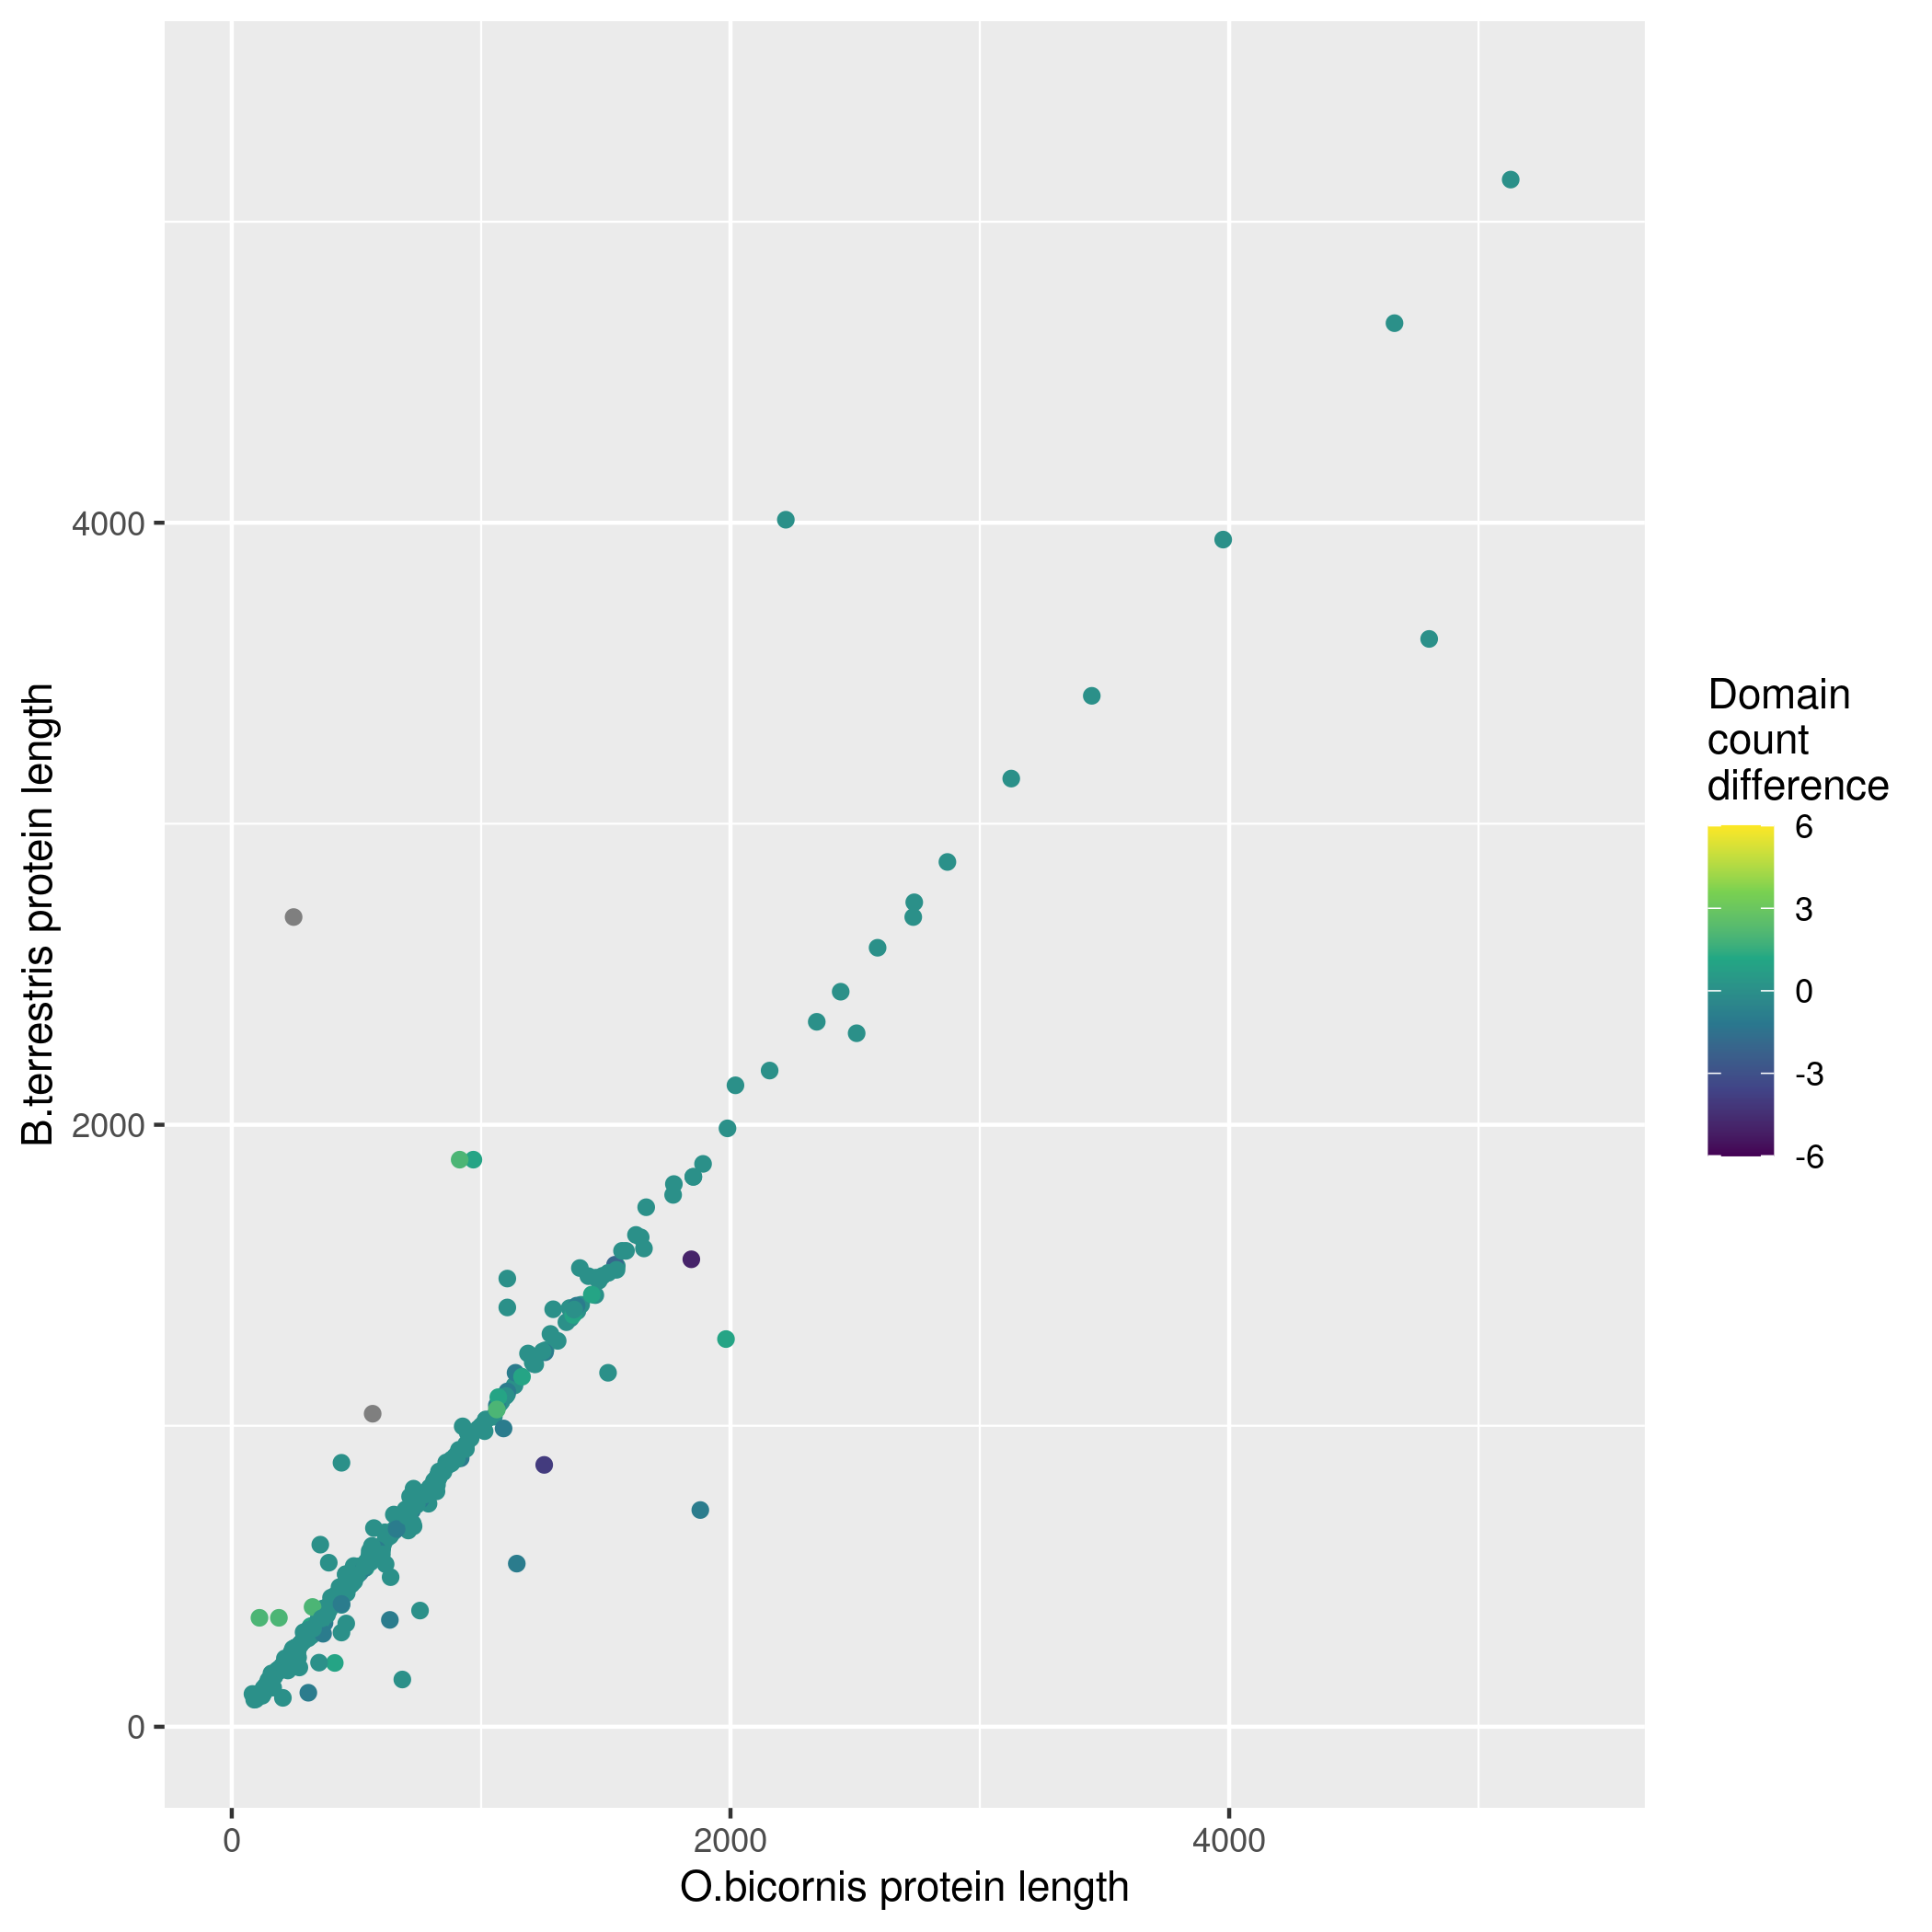 B.terrestris protein length
4000
2000
0
0 2000 4000
O.bicornis protein length
Domain
count
difference
6
3
0
-3
-6